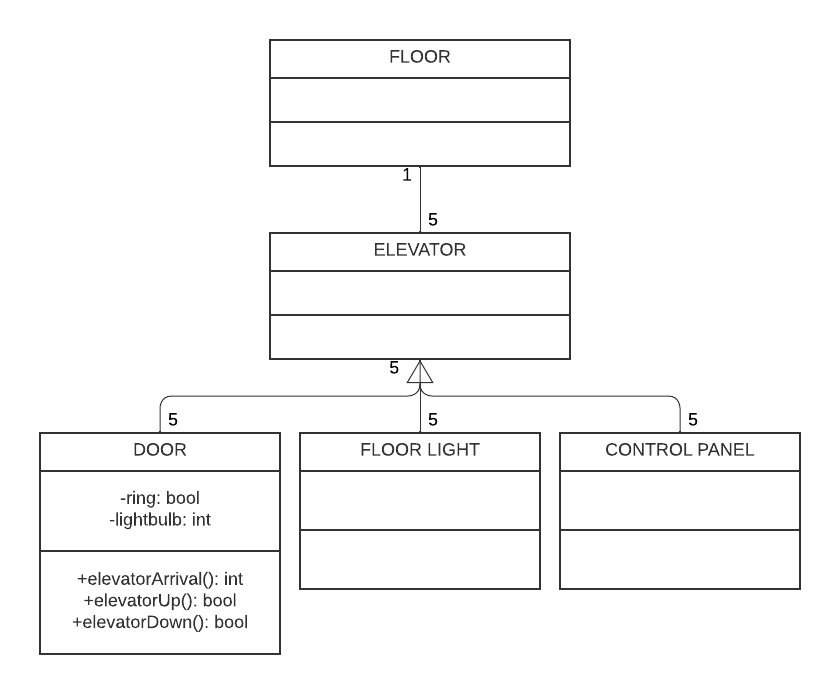 FLOOR
1
5
ELEVATOR
5
5
5
5
DOOR
-ring: bool
-lightbulb: int
+elevatorArrival(): int
+elevatorUp(): bool
+elevatorDown(): bool
FLOOR LIGHT
CONTROL PANEL